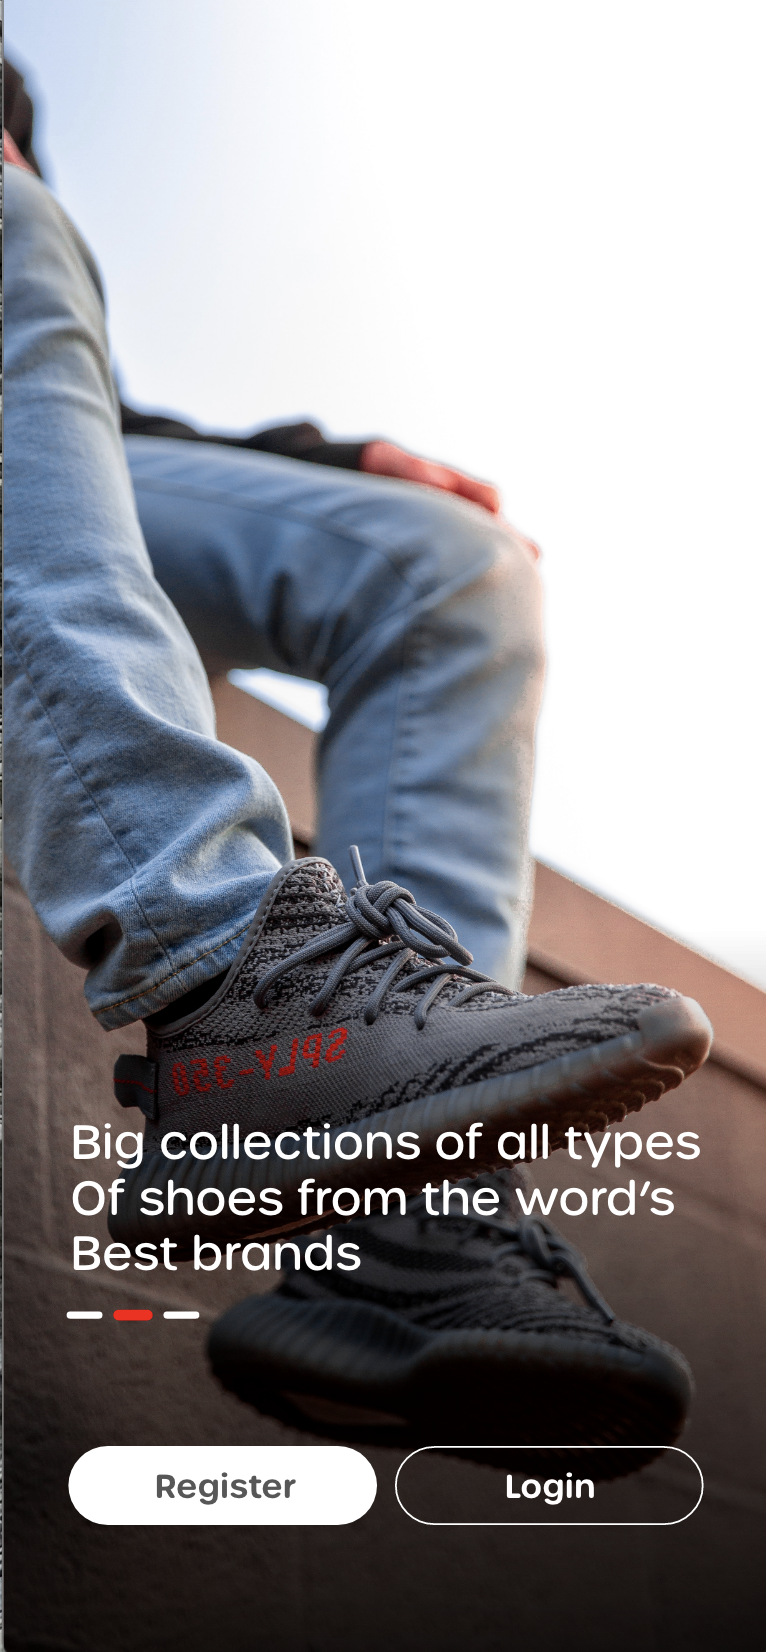 SPLY-350
Big collections of all types
Of shoes from the word's
Best brands
Register
Login